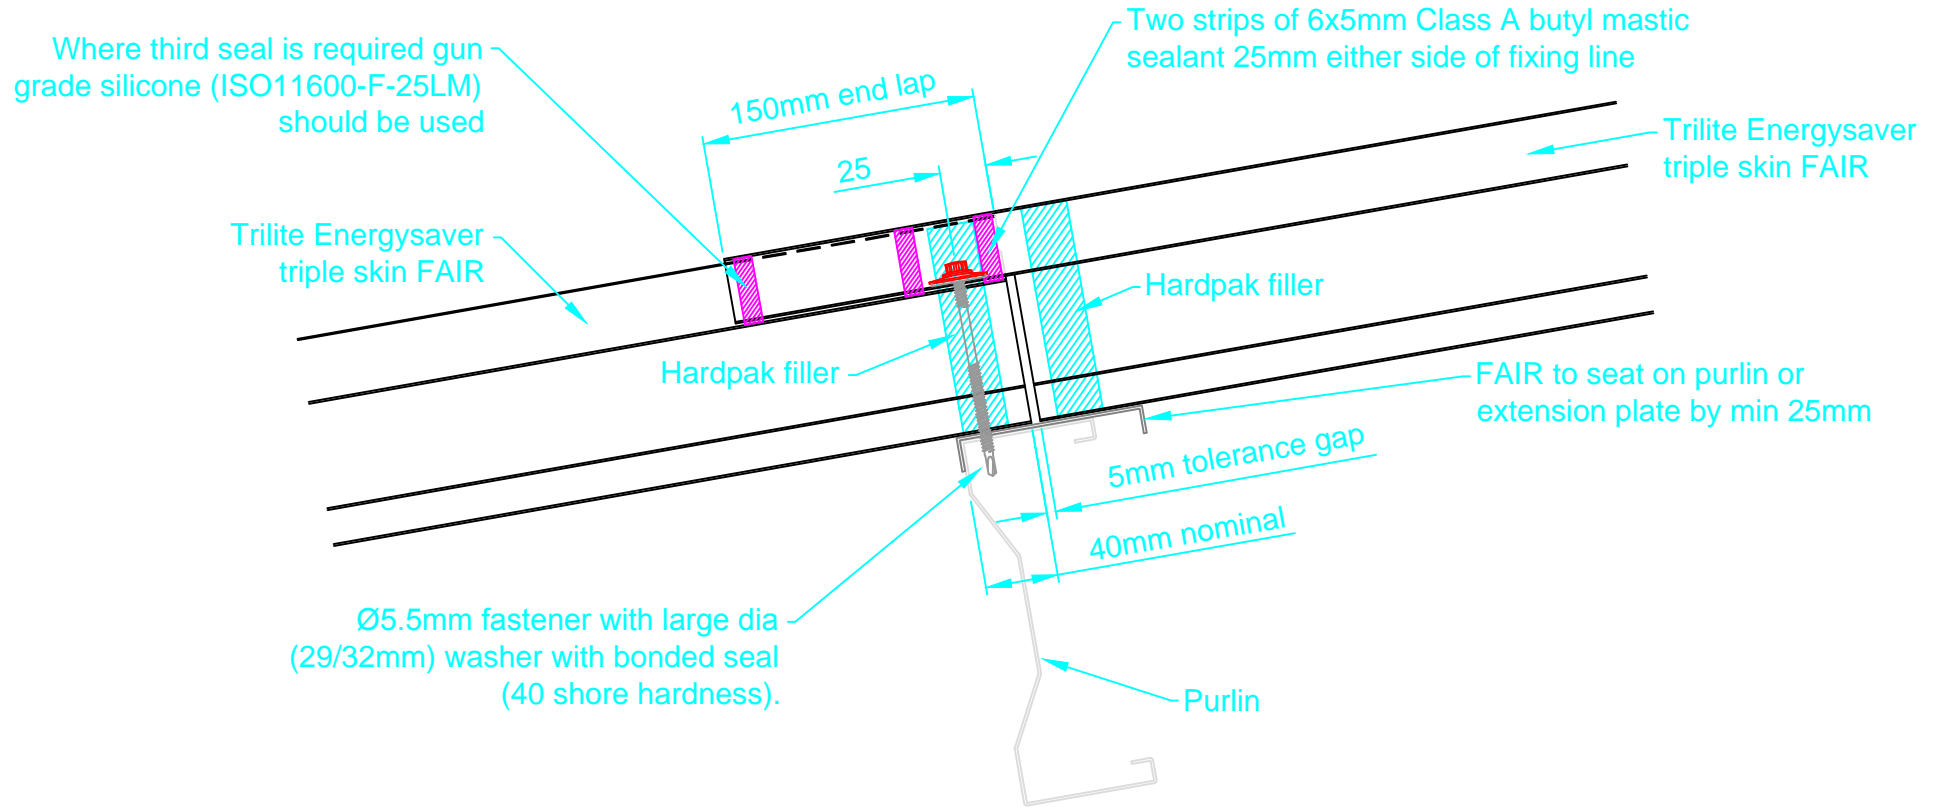 Where third seal is required gun
grade silicone (ISO11600-F-25LM)
should be used
Two strips of 6x5mm Class A butyl mastic
sealant 25mm either side of fixing line
150mm end lap
25
Trilite Energysaver
triple skin FAIR
Trilite Energysaver
triple skin FAIR
Hardpak filler
Hardpak filler
FAIR to seat on purlin or
extension plate by min 25mm
5mm tolerance gap
40mm nominal
Ø5.5mm fastener with large dia
(29/32mm) washer with bonded seal
(40 shore hardness).
Purlin